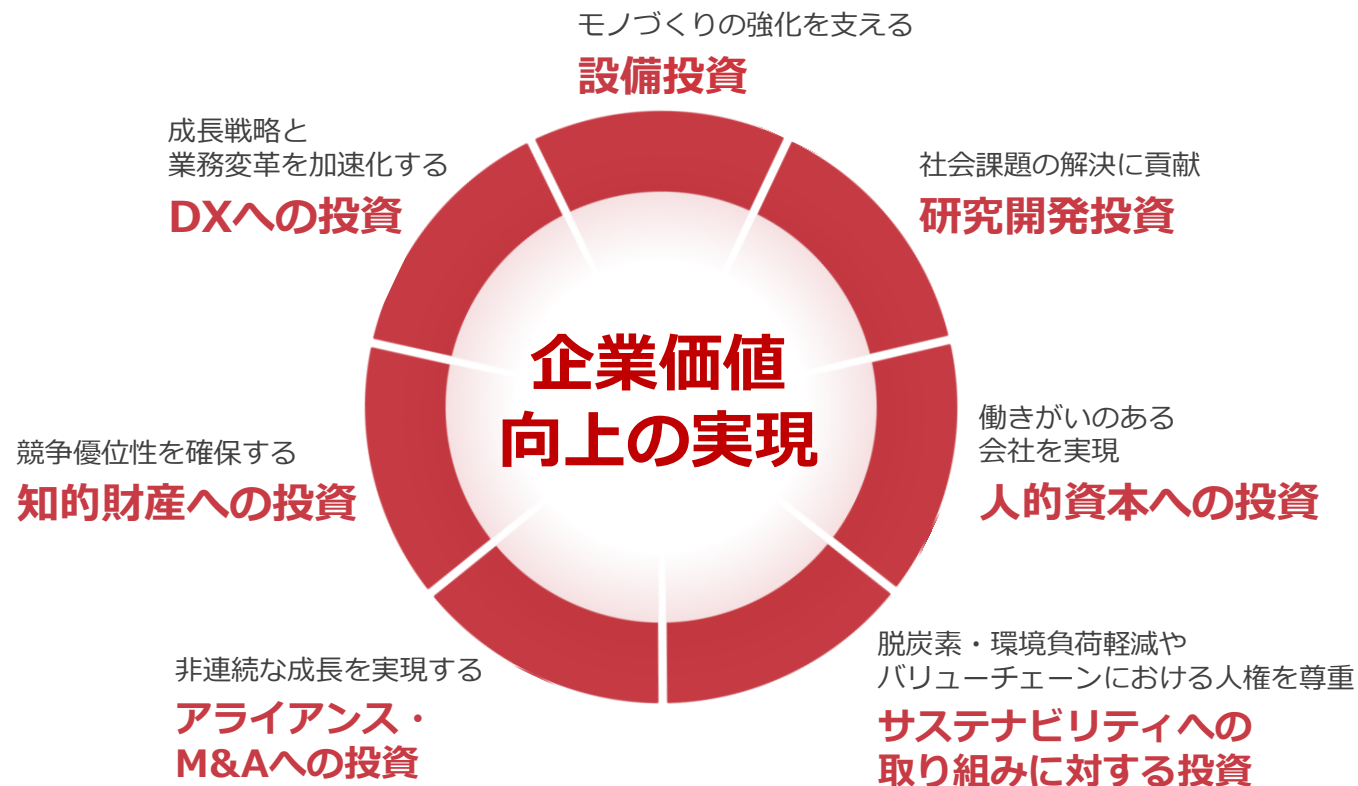 モノづくりの強化を支える
設備投資
成長戦略と
業務変革を加速化する
DXへの投資
社会課題の解決に貢献
研究開発投資
企業価値
向上の実現
働きがいのある
会社を実現
人的資本への投資
競争優位性を確保する
知的財産への投資
脱炭素・環境負荷軽減や
バリューチェーンにおける人権を尊重
サステナビリティへの
取り組みに対する投資
非連続な成長を実現する
アライアンス・
M&Aへの投資